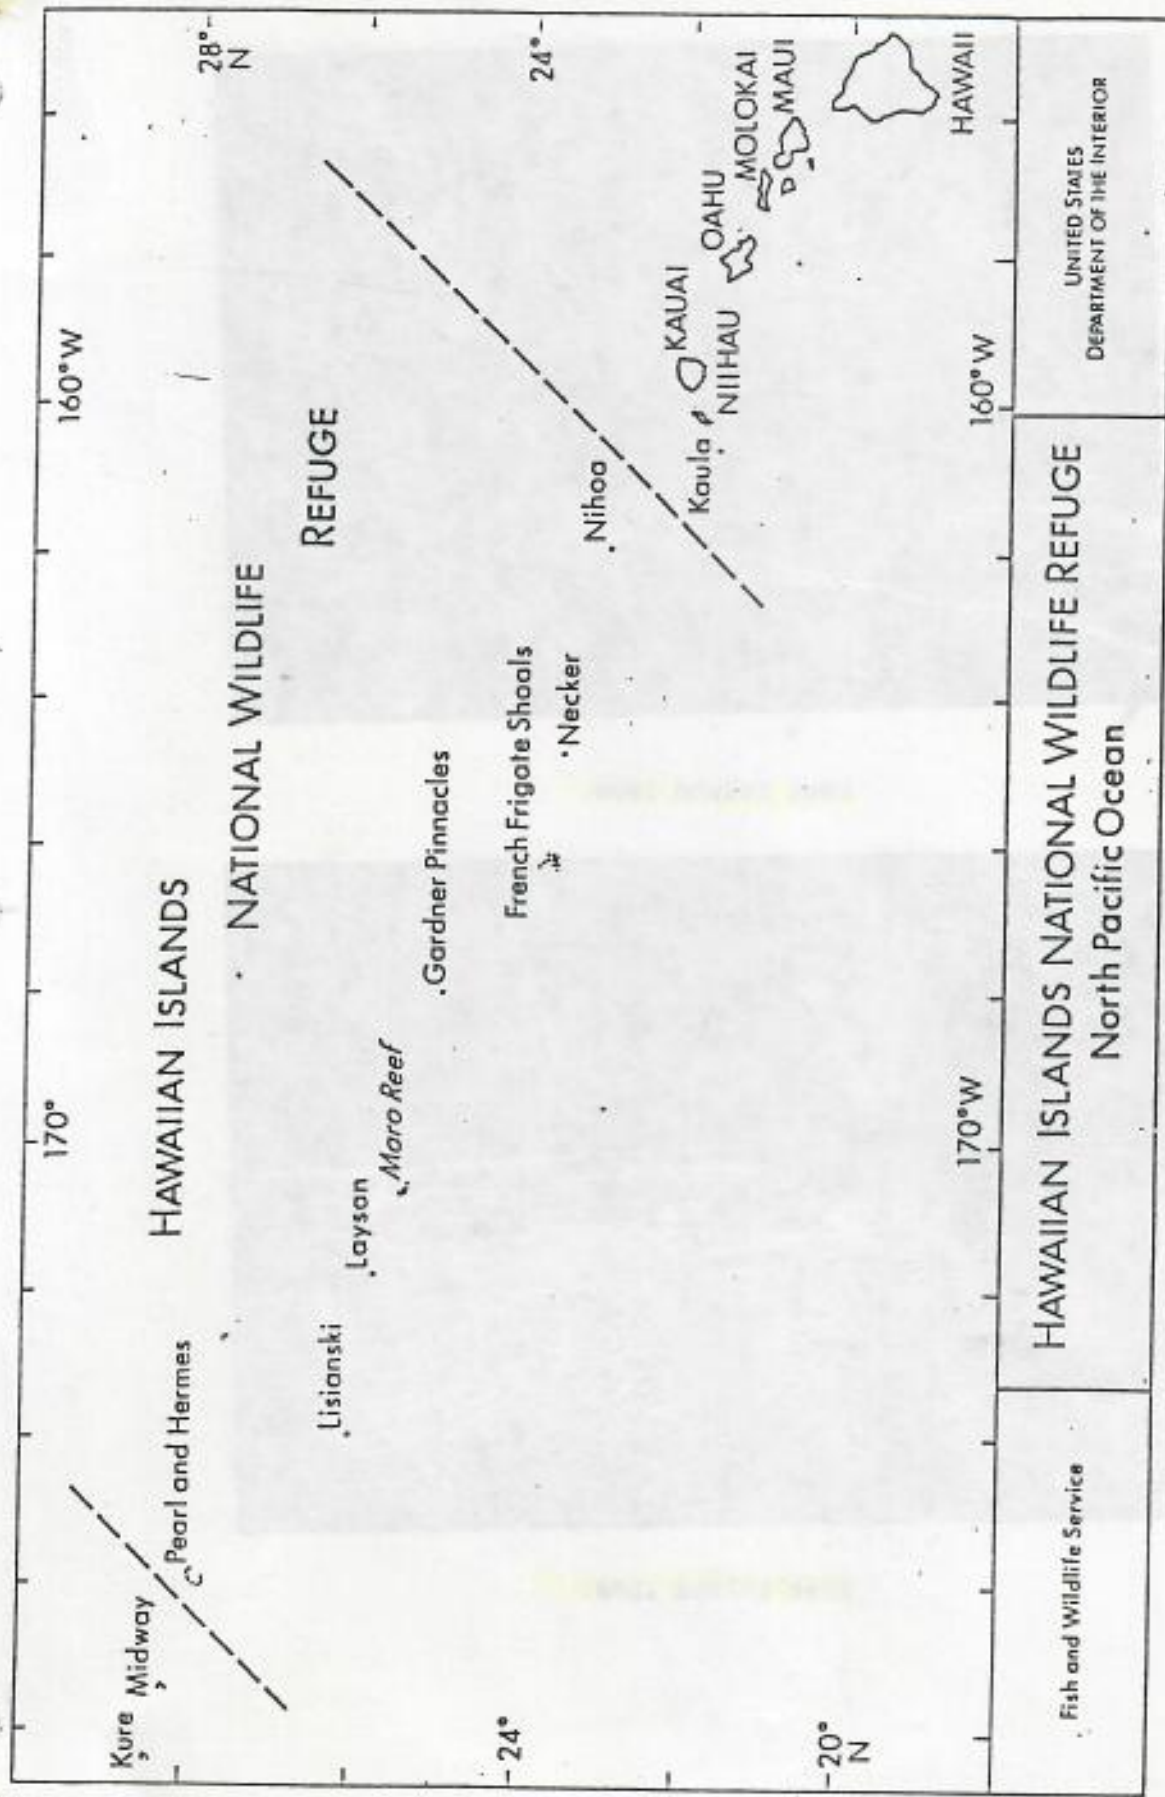 170°
160°W
28°
N
Kure
Midway
Pearl and Hermes
HAWAIIAN ISLANDS
NATIONAL WILDLIFE
REFUGE
Lisianski
Laysan
Maro Reef
Gardner Pinnacles
French Frigate Shoals
Necker
Nihoa
24°
24°
Kaula
NIIHAU
KAUAI
OAHU
MOLOKAI
MAUI
HAWAII
20°
N
170°W
160°W
Fish and Wildlife Service
HAWAIIAN ISLANDS NATIONAL WILDLIFE REFUGE
North Pacific Ocean
UNITED STATES
DEPARTMENT OF THE INTERIOR